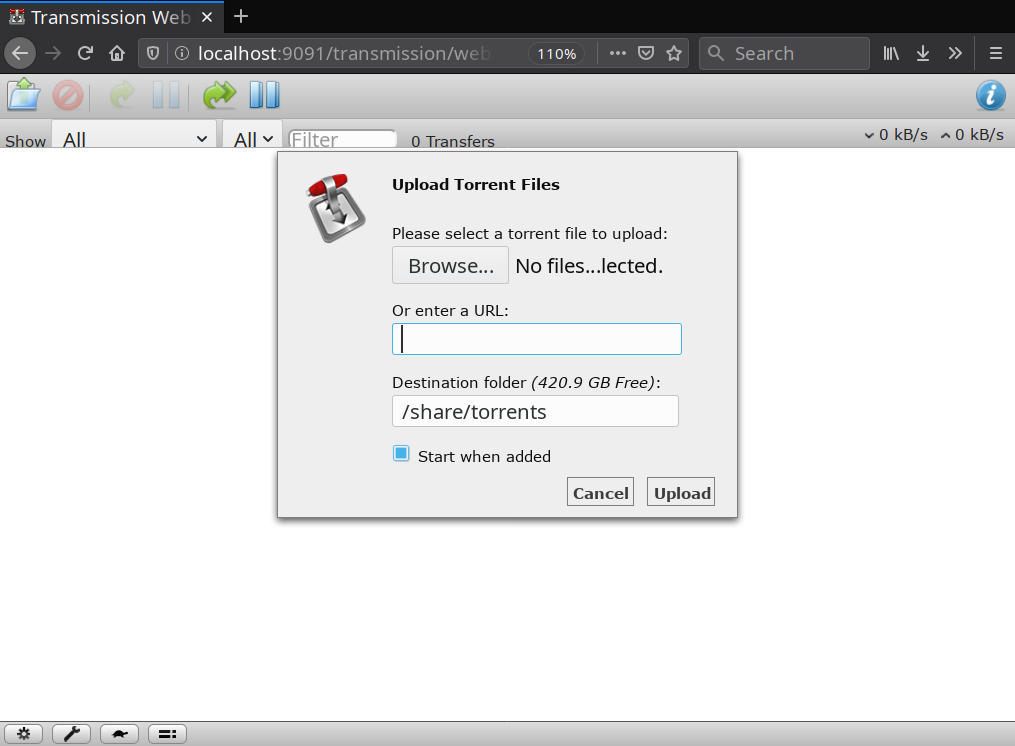 Transmission Web
localhost:9091/transmission/web
110%
Search
Show
All
All
Filter
0 Transfers
0 kB/s
0 kB/s
Upload Torrent Files
Please select a torrent file to upload:
Browse... No files...lected.
Or enter a URL:
Destination folder (420.9 GB Free):
/share/torrents
Start when added
Cancel
Upload